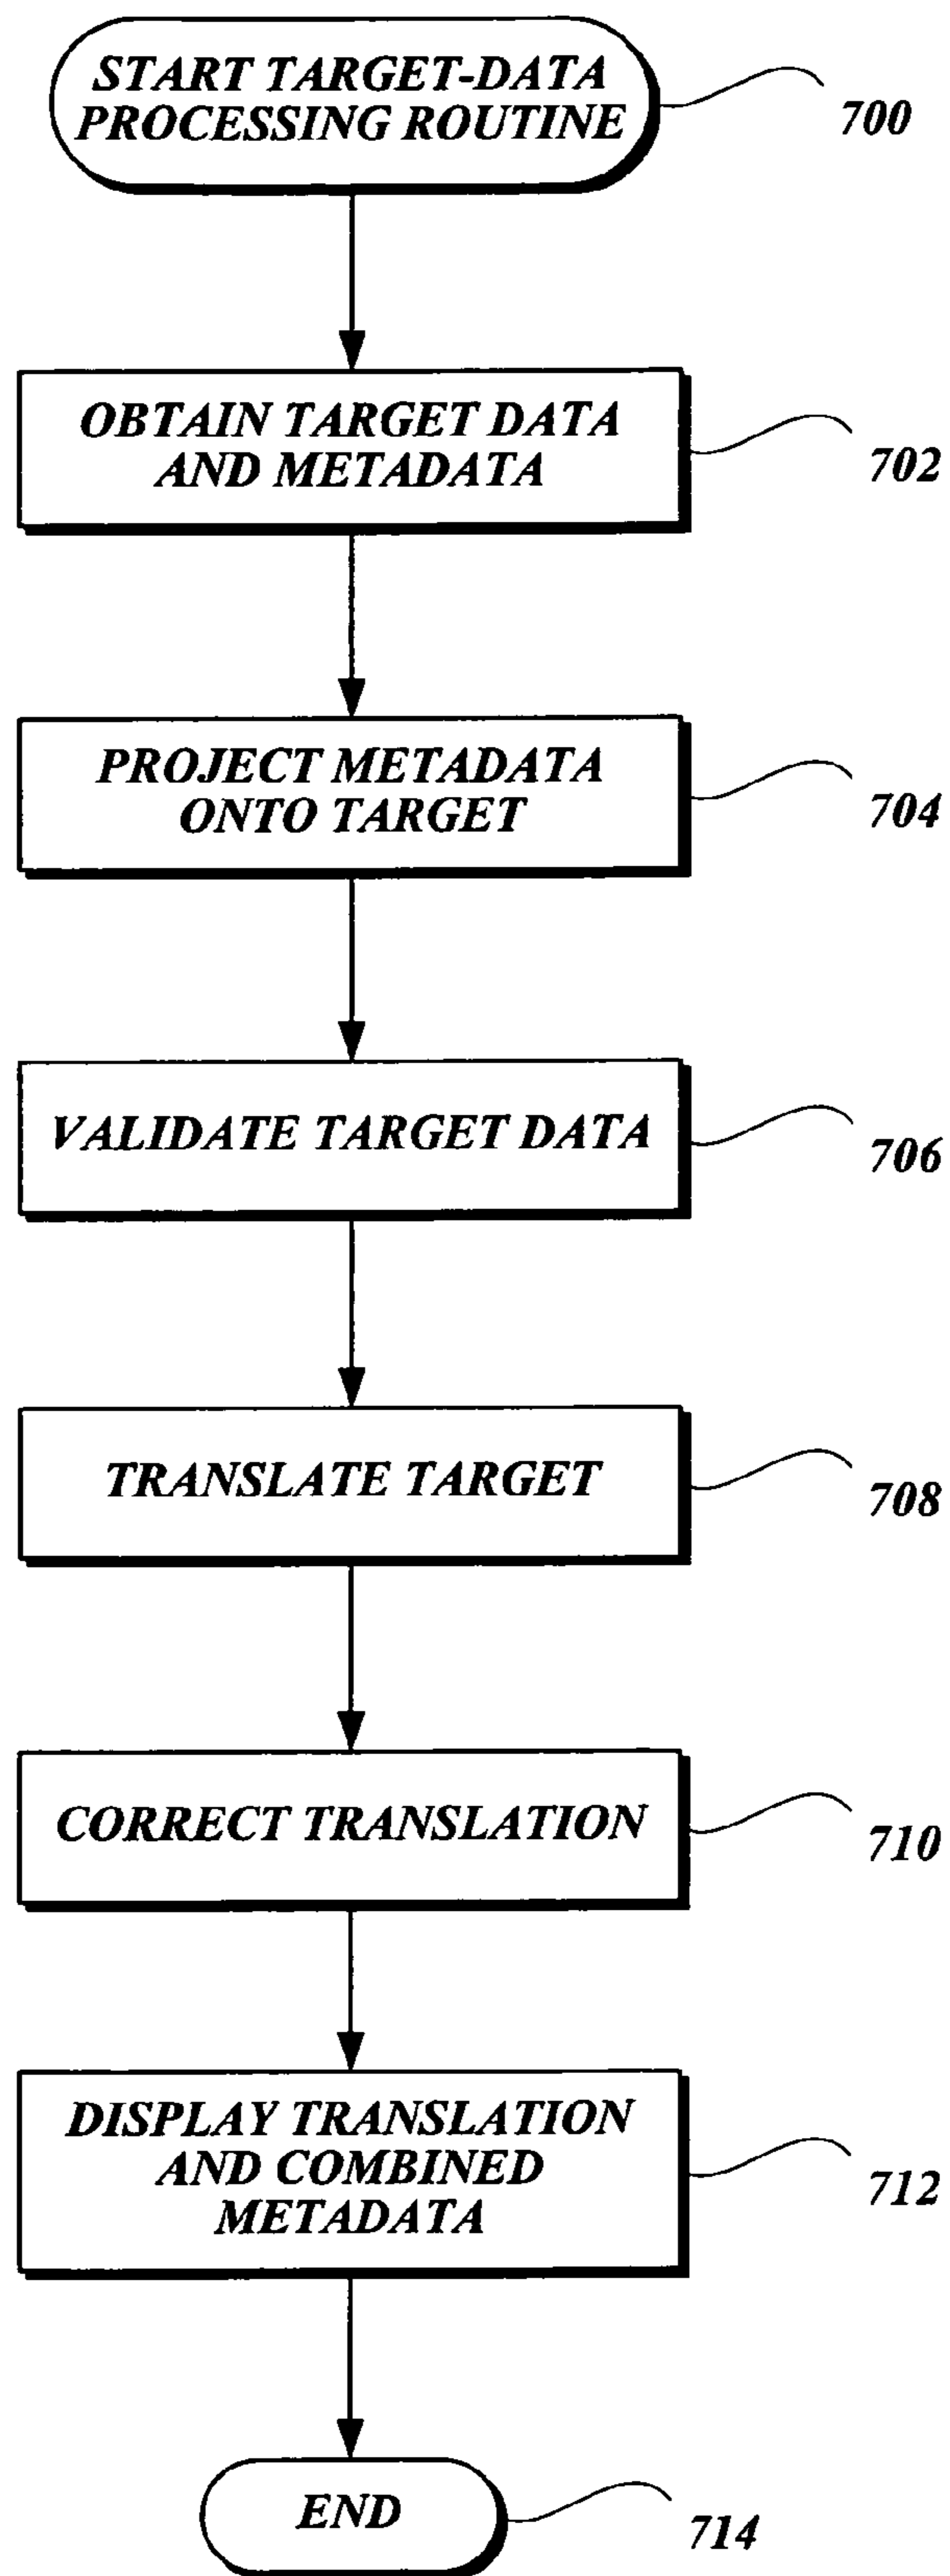 START TARGET-DATA
PROCESSING ROUTINE
700
OBTAIN TARGET DATA
AND METADATA
702
PROJECT METADATA
ONTO TARGET
704
VALIDATE TARGET DATA
706
TRANSLATE TARGET
708
CORRECT TRANSLATION
710
DISPLAY TRANSLATION
AND COMBINED
METADATA
712
END
714